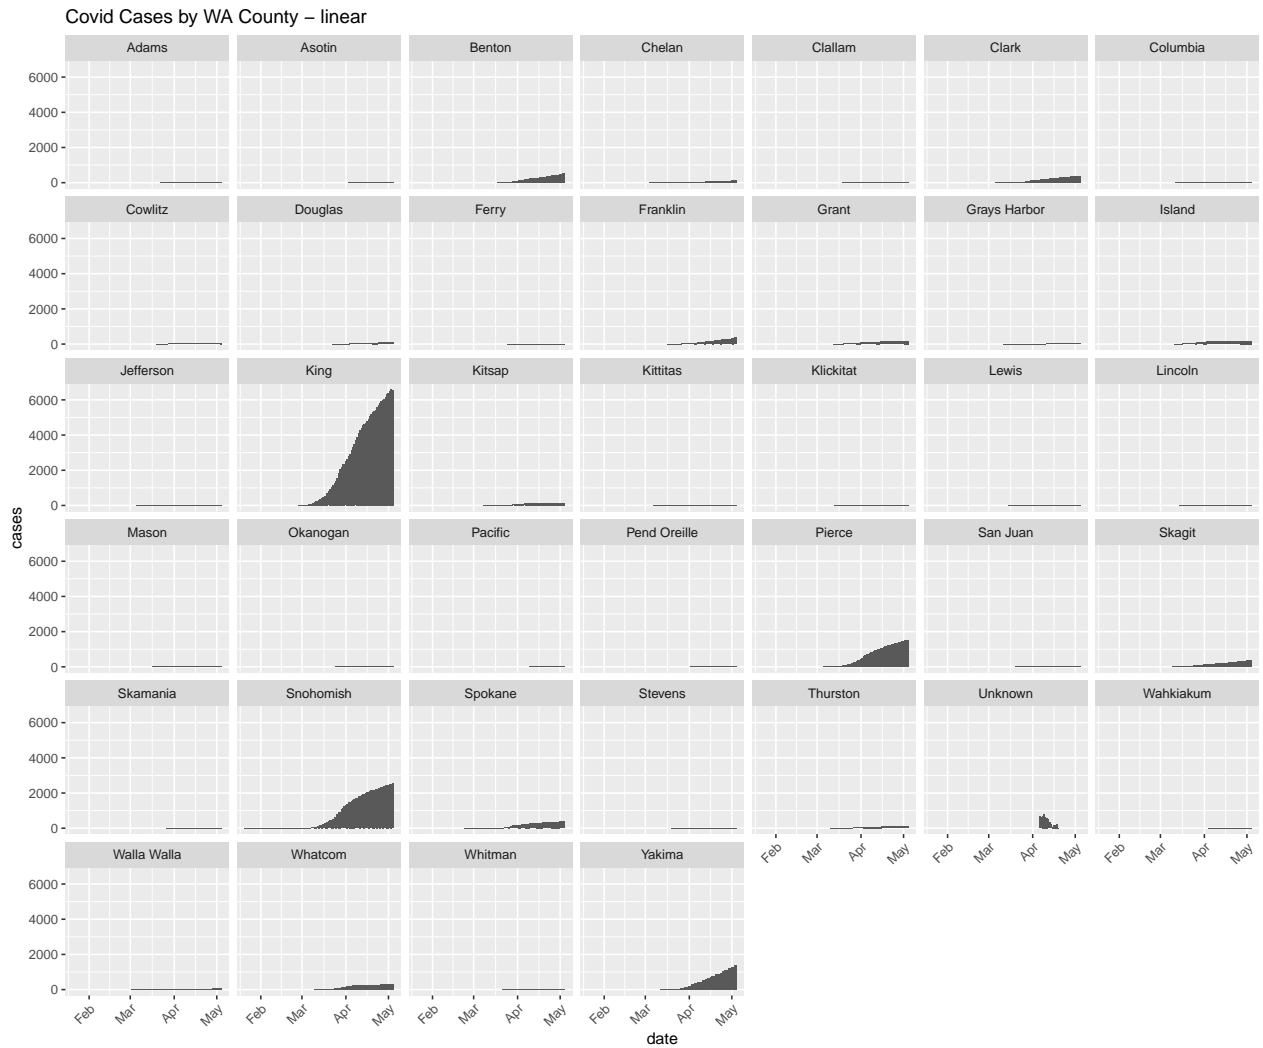 Covid Cases by WA County – linear
Adams Asotin Benton Chelan Clallam Clark Columbia
6000
4000
2000
0
Cowlitz Douglas Ferry Franklin Grant Grays Harbor Island
6000
4000
2000
0
Jefferson King Kitsap Kittitas Klickitat Lewis Lincoln
6000
4000
2000
0
cases
Mason Okanogan Pacific Pend Oreille Pierce San Juan Skagit
6000
4000
2000
0
Skamania Snohomish Spokane Stevens Thurston Unknown Wahkiakum
6000
4000
2000
0
Feb Mar Apr May Feb Mar Apr May Feb Mar Apr May
Walla Walla Whatcom Whitman Yakima
6000
4000
2000
0
Feb Mar Apr May Feb Mar Apr May Feb Mar Apr May Feb Mar Apr May
date